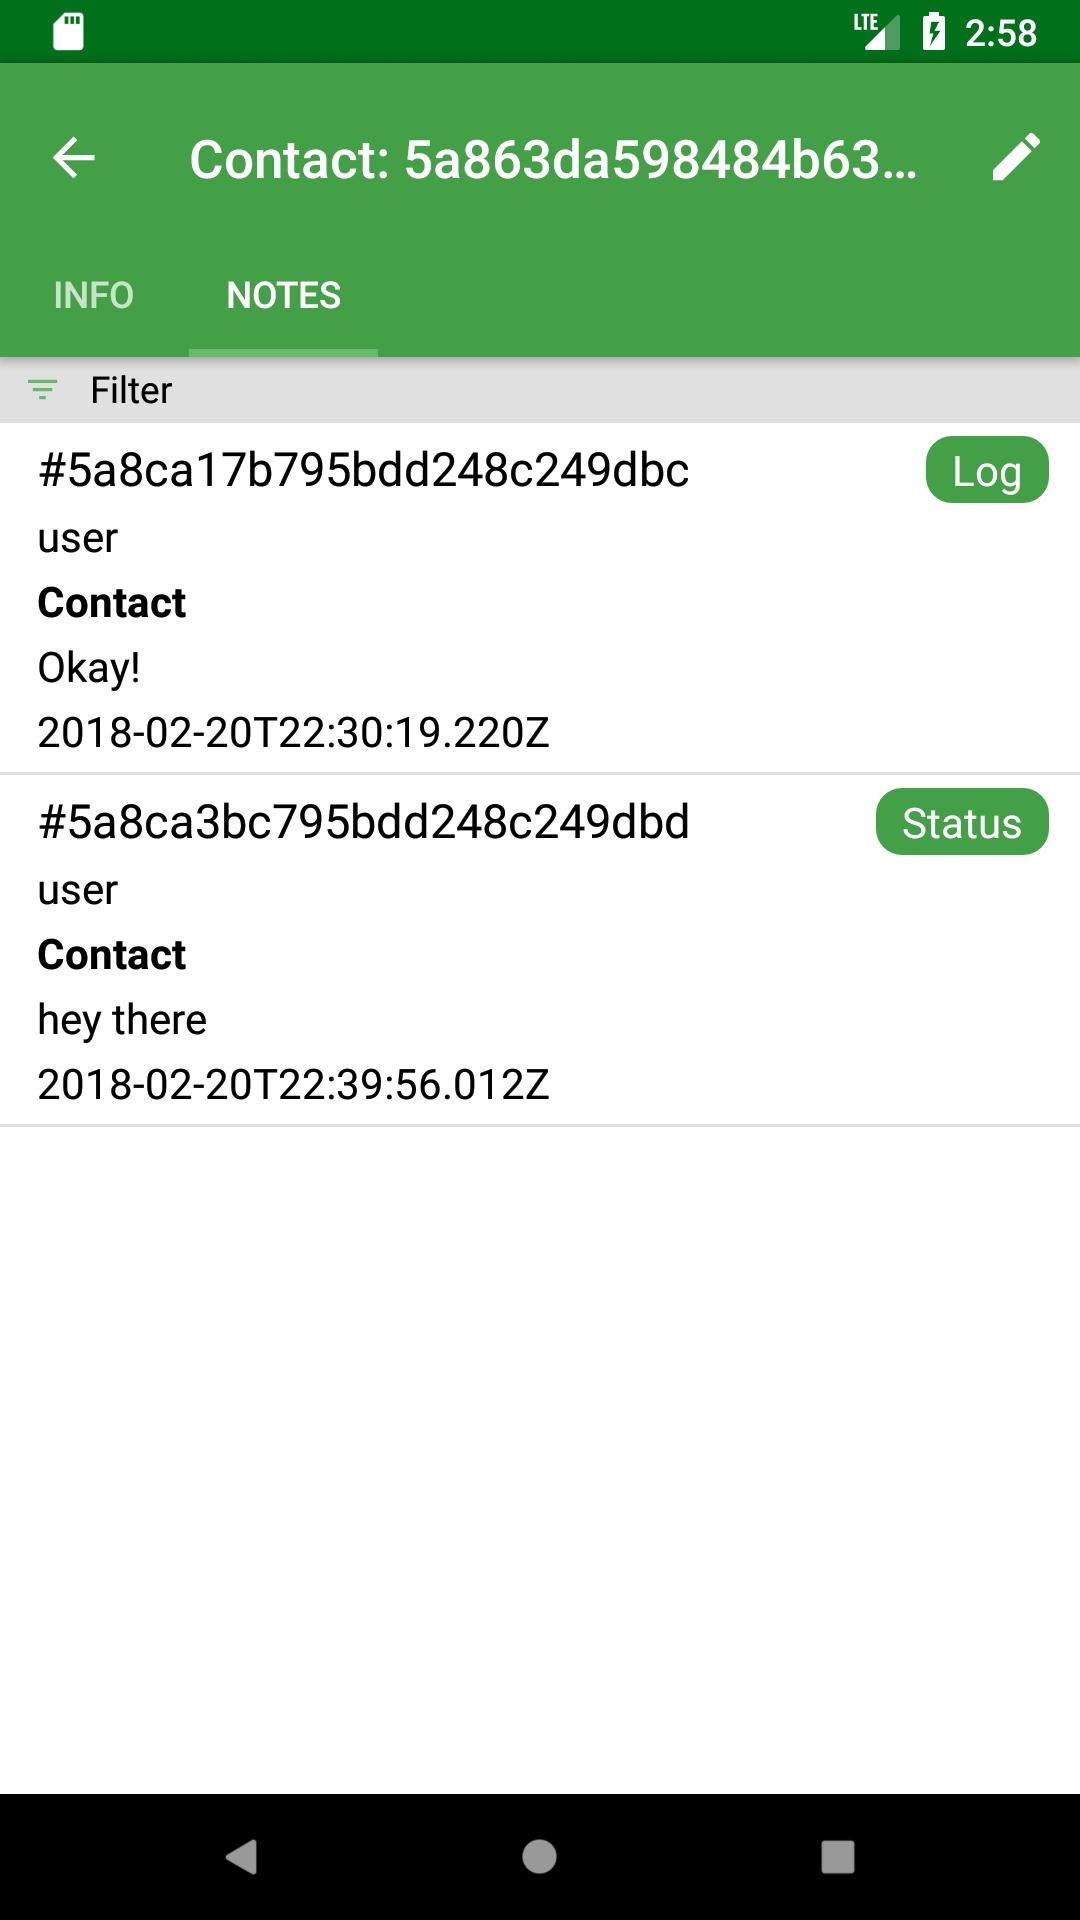 LTE 2:58
Contact: 5a863da598484b63...
INFO NOTES
Filter
#5a8ca17b795bdd248c249dbc Log
user
Contact
Okay!
2018-02-20T22:30:19.220Z
#5a8ca3bc795bdd248c249dbd Status
user
Contact
hey there
2018-02-20T22:39:56.012Z